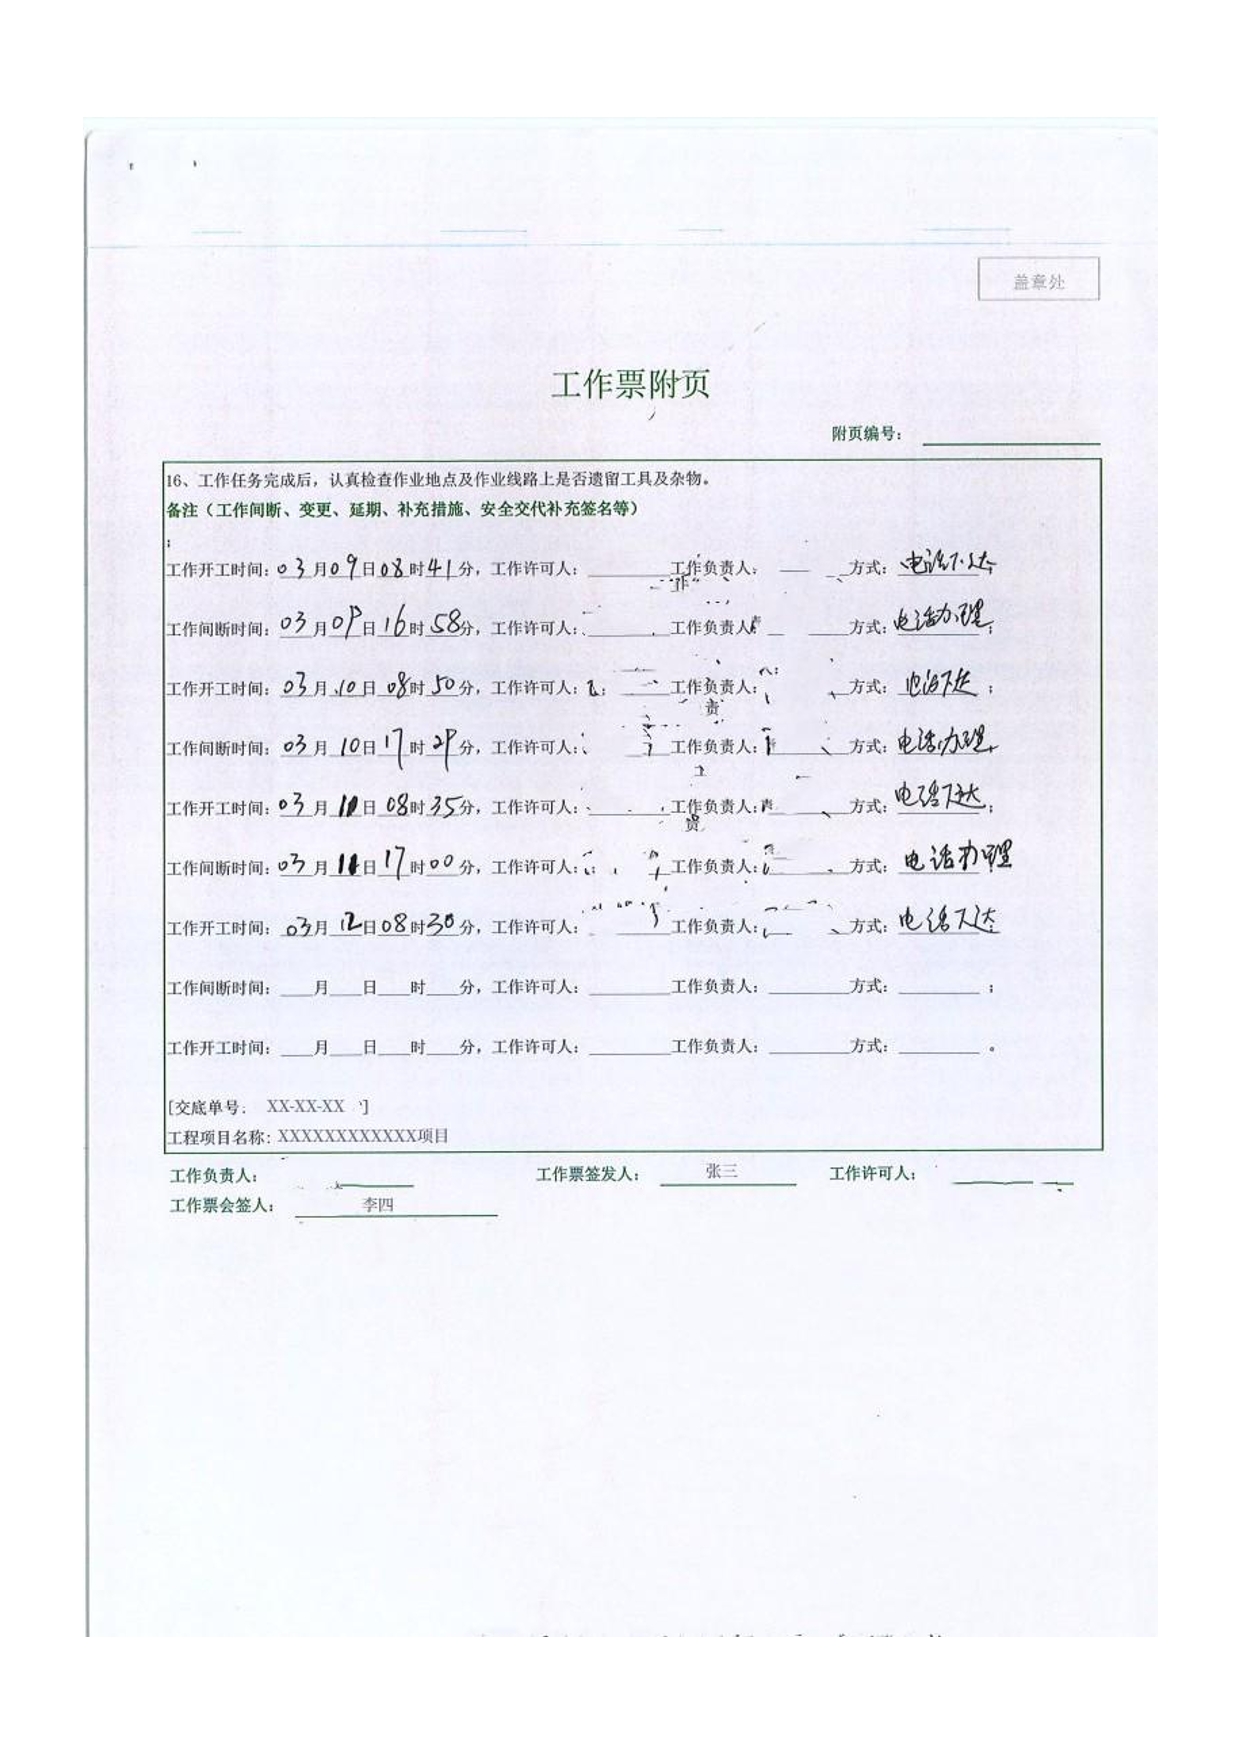 盖章处
工作票附页
附页编号：
16、工作任务完成后，认真检查作业地点及作业线路上是否遗留工具及杂物。
备注（工作间断、变更、延期、补充措施、安全交代补充签名等）
：
工作开工时间：03月09日08时41分，工作许可人：工作负责人：方式：电话下达；
工作间断时间：03月09日16时58分，工作许可人：工作负责人：方式：电话办理；
工作开工时间：03月10日08时50分，工作许可人：工作负责人：方式：电话下达；
工作间断时间：03月10日17时29分，工作许可人：工作负责人：方式：电话办理；
工作开工时间：03月11日08时35分，工作许可人：工作负责人：方式：电话下达；
工作间断时间：03月11日17时00分，工作许可人：工作负责人：方式：电话办理
工作开工时间：03月12日08时30分，工作许可人：工作负责人：方式：电话下达；
工作间断时间：___月___日___时___分，工作许可人：________工作负责人：________方式：________；
工作开工时间：___月___日___时___分，工作许可人：________工作负责人：________方式：________。
[交底单号： XX-XX-XX ]
工程项目名称：XXXXXXXXXXXX项目
工作负责人： 工作票签发人： 张三 工作许可人：
工作票会签人： 李四